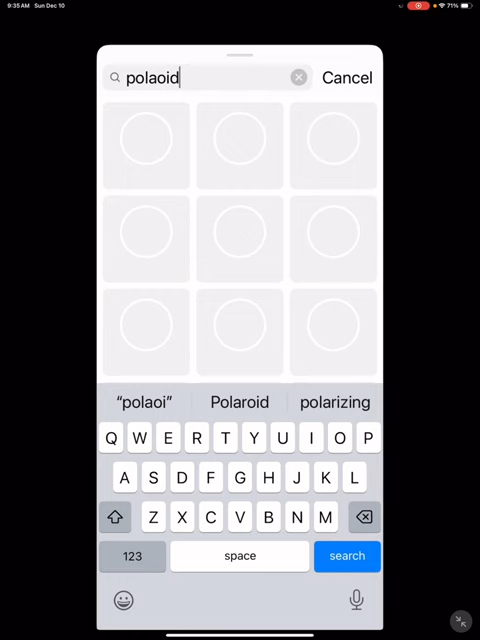 9:35 AM Sun Dec 10
71%
polaoid
Cancel
“polaoi”
Polaroid
polarizing
Q W E R T Y U I O P
A S D F G H J K L
Z X C V B N M
123 space search